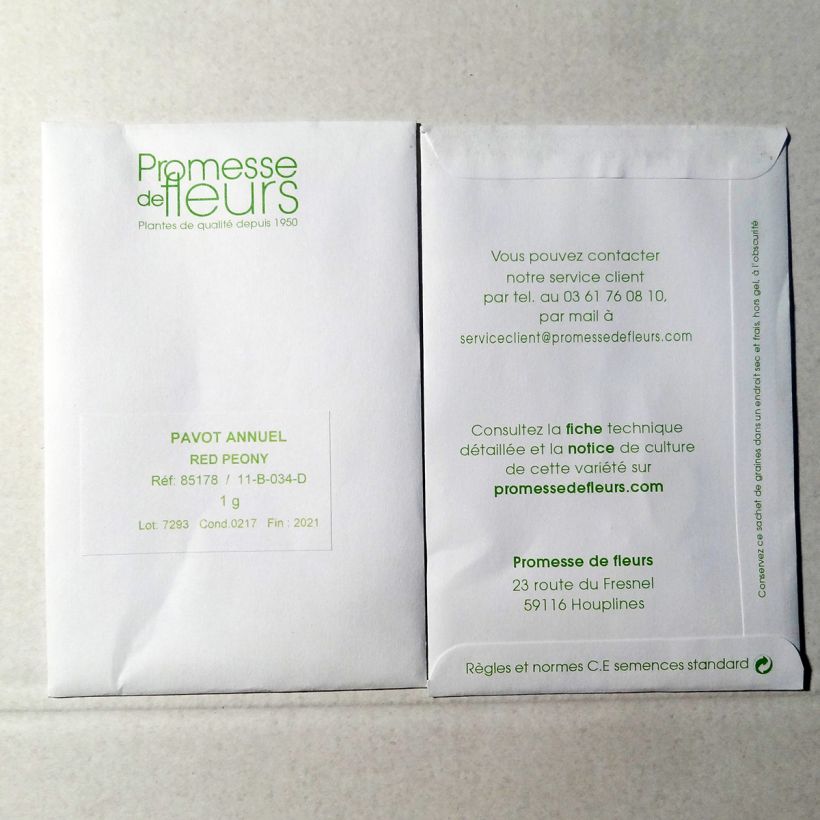 Promesse
de fleurs
Plantes de qualité depuis 1950
PAVOT ANNUEL
RED PEONY
Réf: 85178 / 11-B-034-D
1 g
Lot: 7293 Cond.0217 Fin : 2021
Vous pouvez contacter
notre service client
par tel. au 03 61 76 08 10,
par mail à
serviceclient@promessedefleurs.com
Consultez la fiche technique
détaillée et la notice de culture
de cette variété sur
promessedefleurs.com
Promesse de fleurs
23 route du Fresnel
59116 Houplines
Règles et normes C.E semences standard
Conservez ce sachet de graines dans un endroit sec et frais, hors gel, à l'obscurité